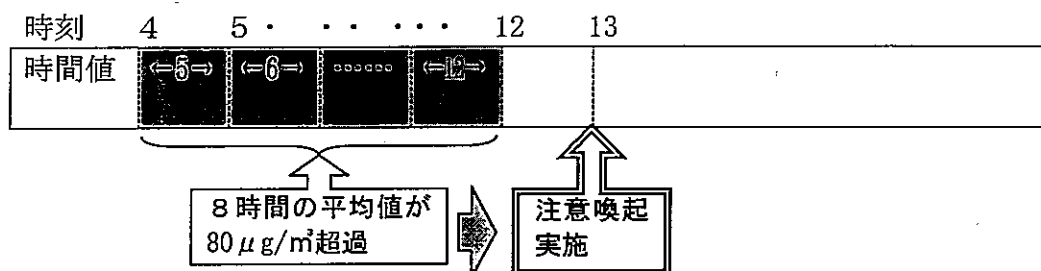 時刻 4 5 ・ ・・ ・・・ 12 13
時間値 ⇐5⇒ ⇐6⇒ ∘∘∘∘∘∘ ⇐12⇒
8時間の平均値が
80μg/㎥超過
注意喚起
実施